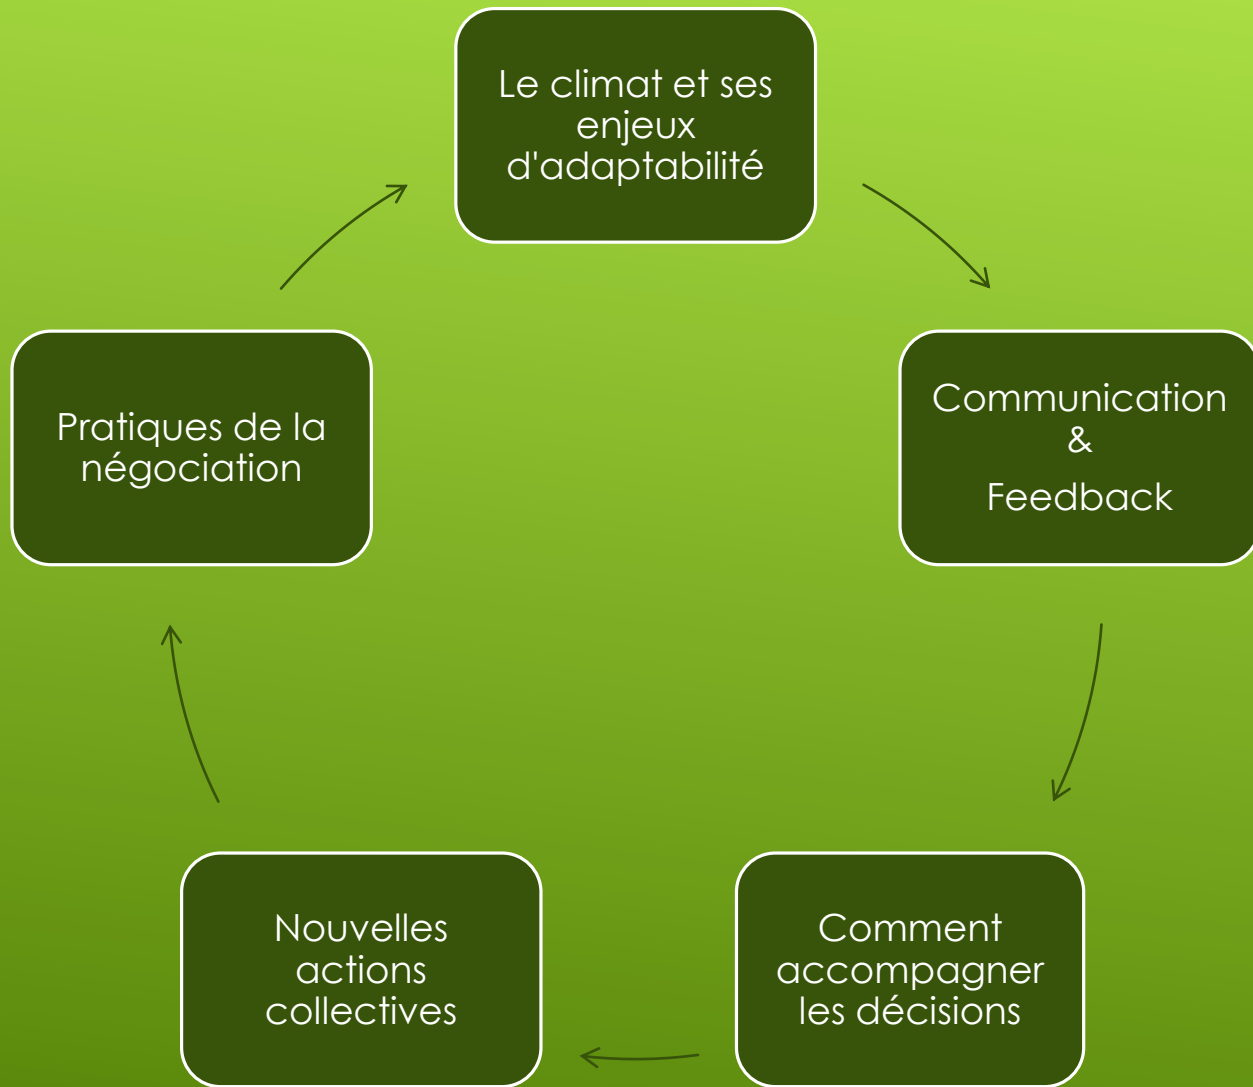 Le climat et ses
enjeux
d'adaptabilité
Communication
&
Feedback
Comment
accompagner
les décisions
Nouvelles
actions
collectives
Pratiques de la
négociation